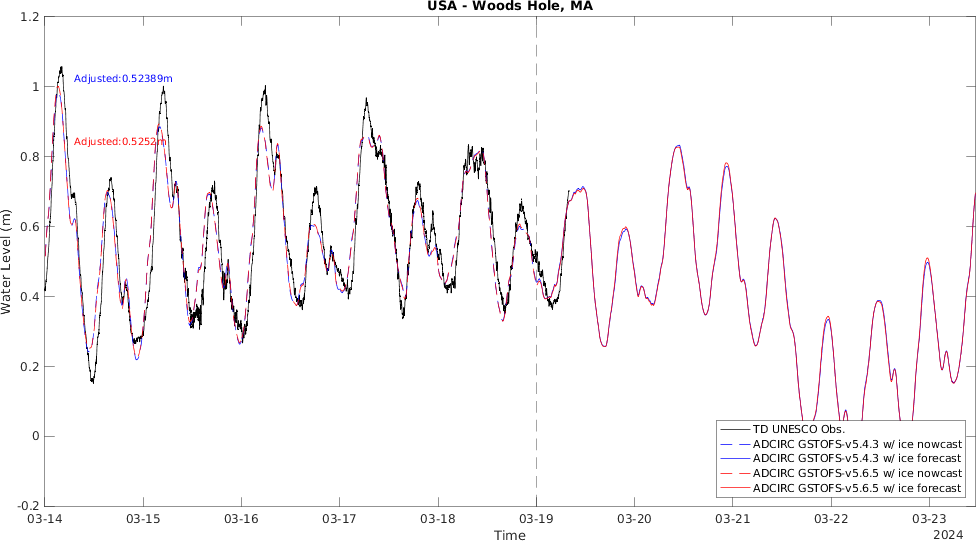 USA - Woods Hole, MA
1.2
1
0.8
0.6
0.4
0.2
0
-0.2
Water Level (m)
Adjusted:0.52389m
Adjusted:0.5252m
TD UNESCO Obs.
ADCIRC GSTOFS-v5.4.3 w/ ice nowcast
ADCIRC GSTOFS-v5.4.3 w/ ice forecast
ADCIRC GSTOFS-v5.6.5 w/ ice nowcast
ADCIRC GSTOFS-v5.6.5 w/ ice forecast
03-14 03-15 03-16 03-17 03-18 03-19 03-20 03-21 03-22 03-23
Time
2024